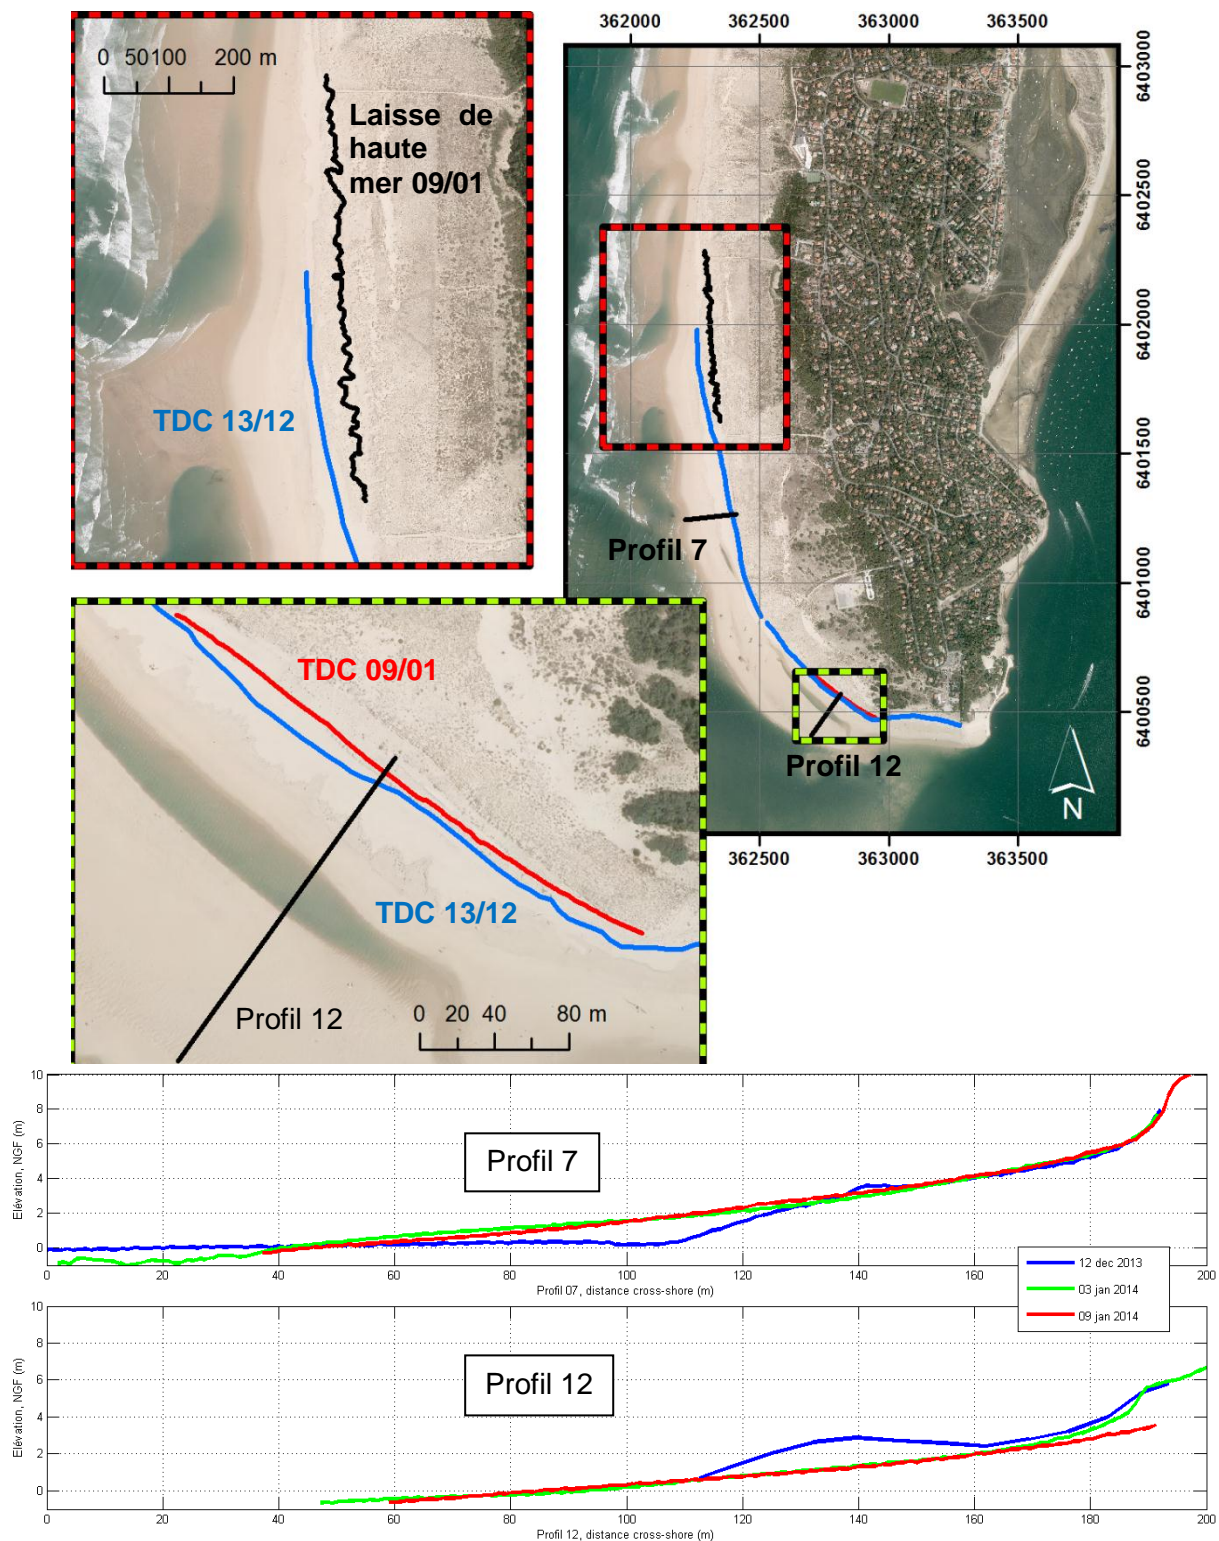 0 50 100 200 m
Laisse de
haute
mer 09/01
TDC 13/12
362000 362500 363000 363500
6403000
6402500
6402000
6401500
6401000
6400500
Profil 7
Profil 12
N
362500 363000 363500
TDC 09/01
TDC 13/12
Profil 12
0 20 40 80 m
10
8
6
4
2
0
Elévation, NGF (m)
Profil 7
0 20 40 60 80 100 120 140 160 180 200
Profil 07, distance cross-shore (m)
12 dec 2013
03 jan 2014
09 jan 2014
10
8
6
4
2
0
Elévation, NGF (m)
Profil 12
0 20 40 60 80 100 120 140 160 180 200
Profil 12, distance cross-shore (m)